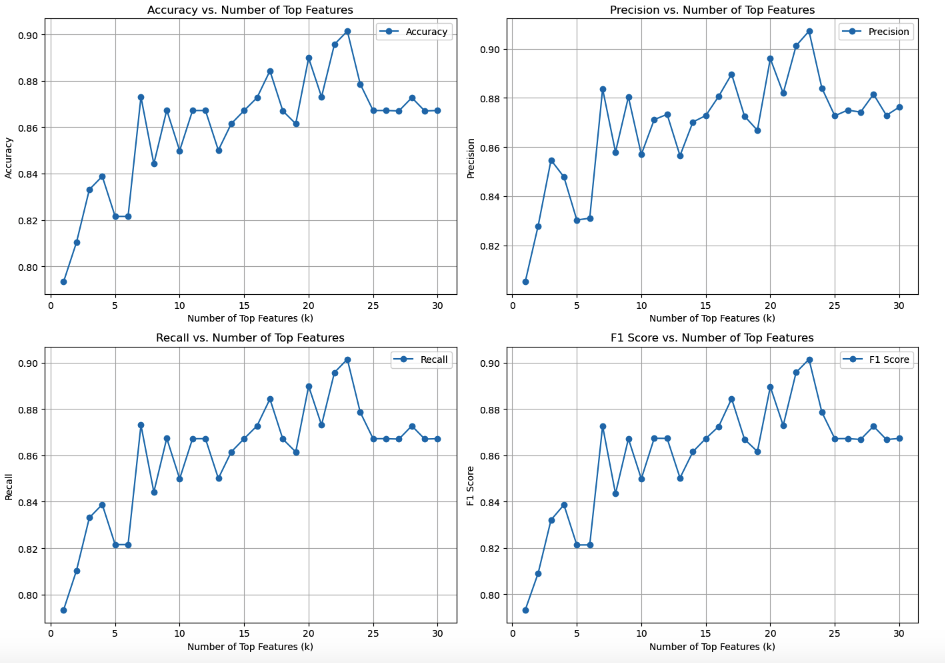 Accuracy vs. Number of Top Features
Accuracy
0.90
0.88
0.86
0.84
0.82
0.80
Accuracy
0 5 10 15 20 25 30
Number of Top Features (k)
Precision vs. Number of Top Features
Precision
0.90
0.88
0.86
0.84
0.82
Precision
0 5 10 15 20 25 30
Number of Top Features (k)
Recall vs. Number of Top Features
Recall
0.90
0.88
0.86
0.84
0.82
0.80
Recall
0 5 10 15 20 25 30
Number of Top Features (k)
F1 Score vs. Number of Top Features
F1 Score
0.90
0.88
0.86
0.84
0.82
0.80
F1 Score
0 5 10 15 20 25 30
Number of Top Features (k)